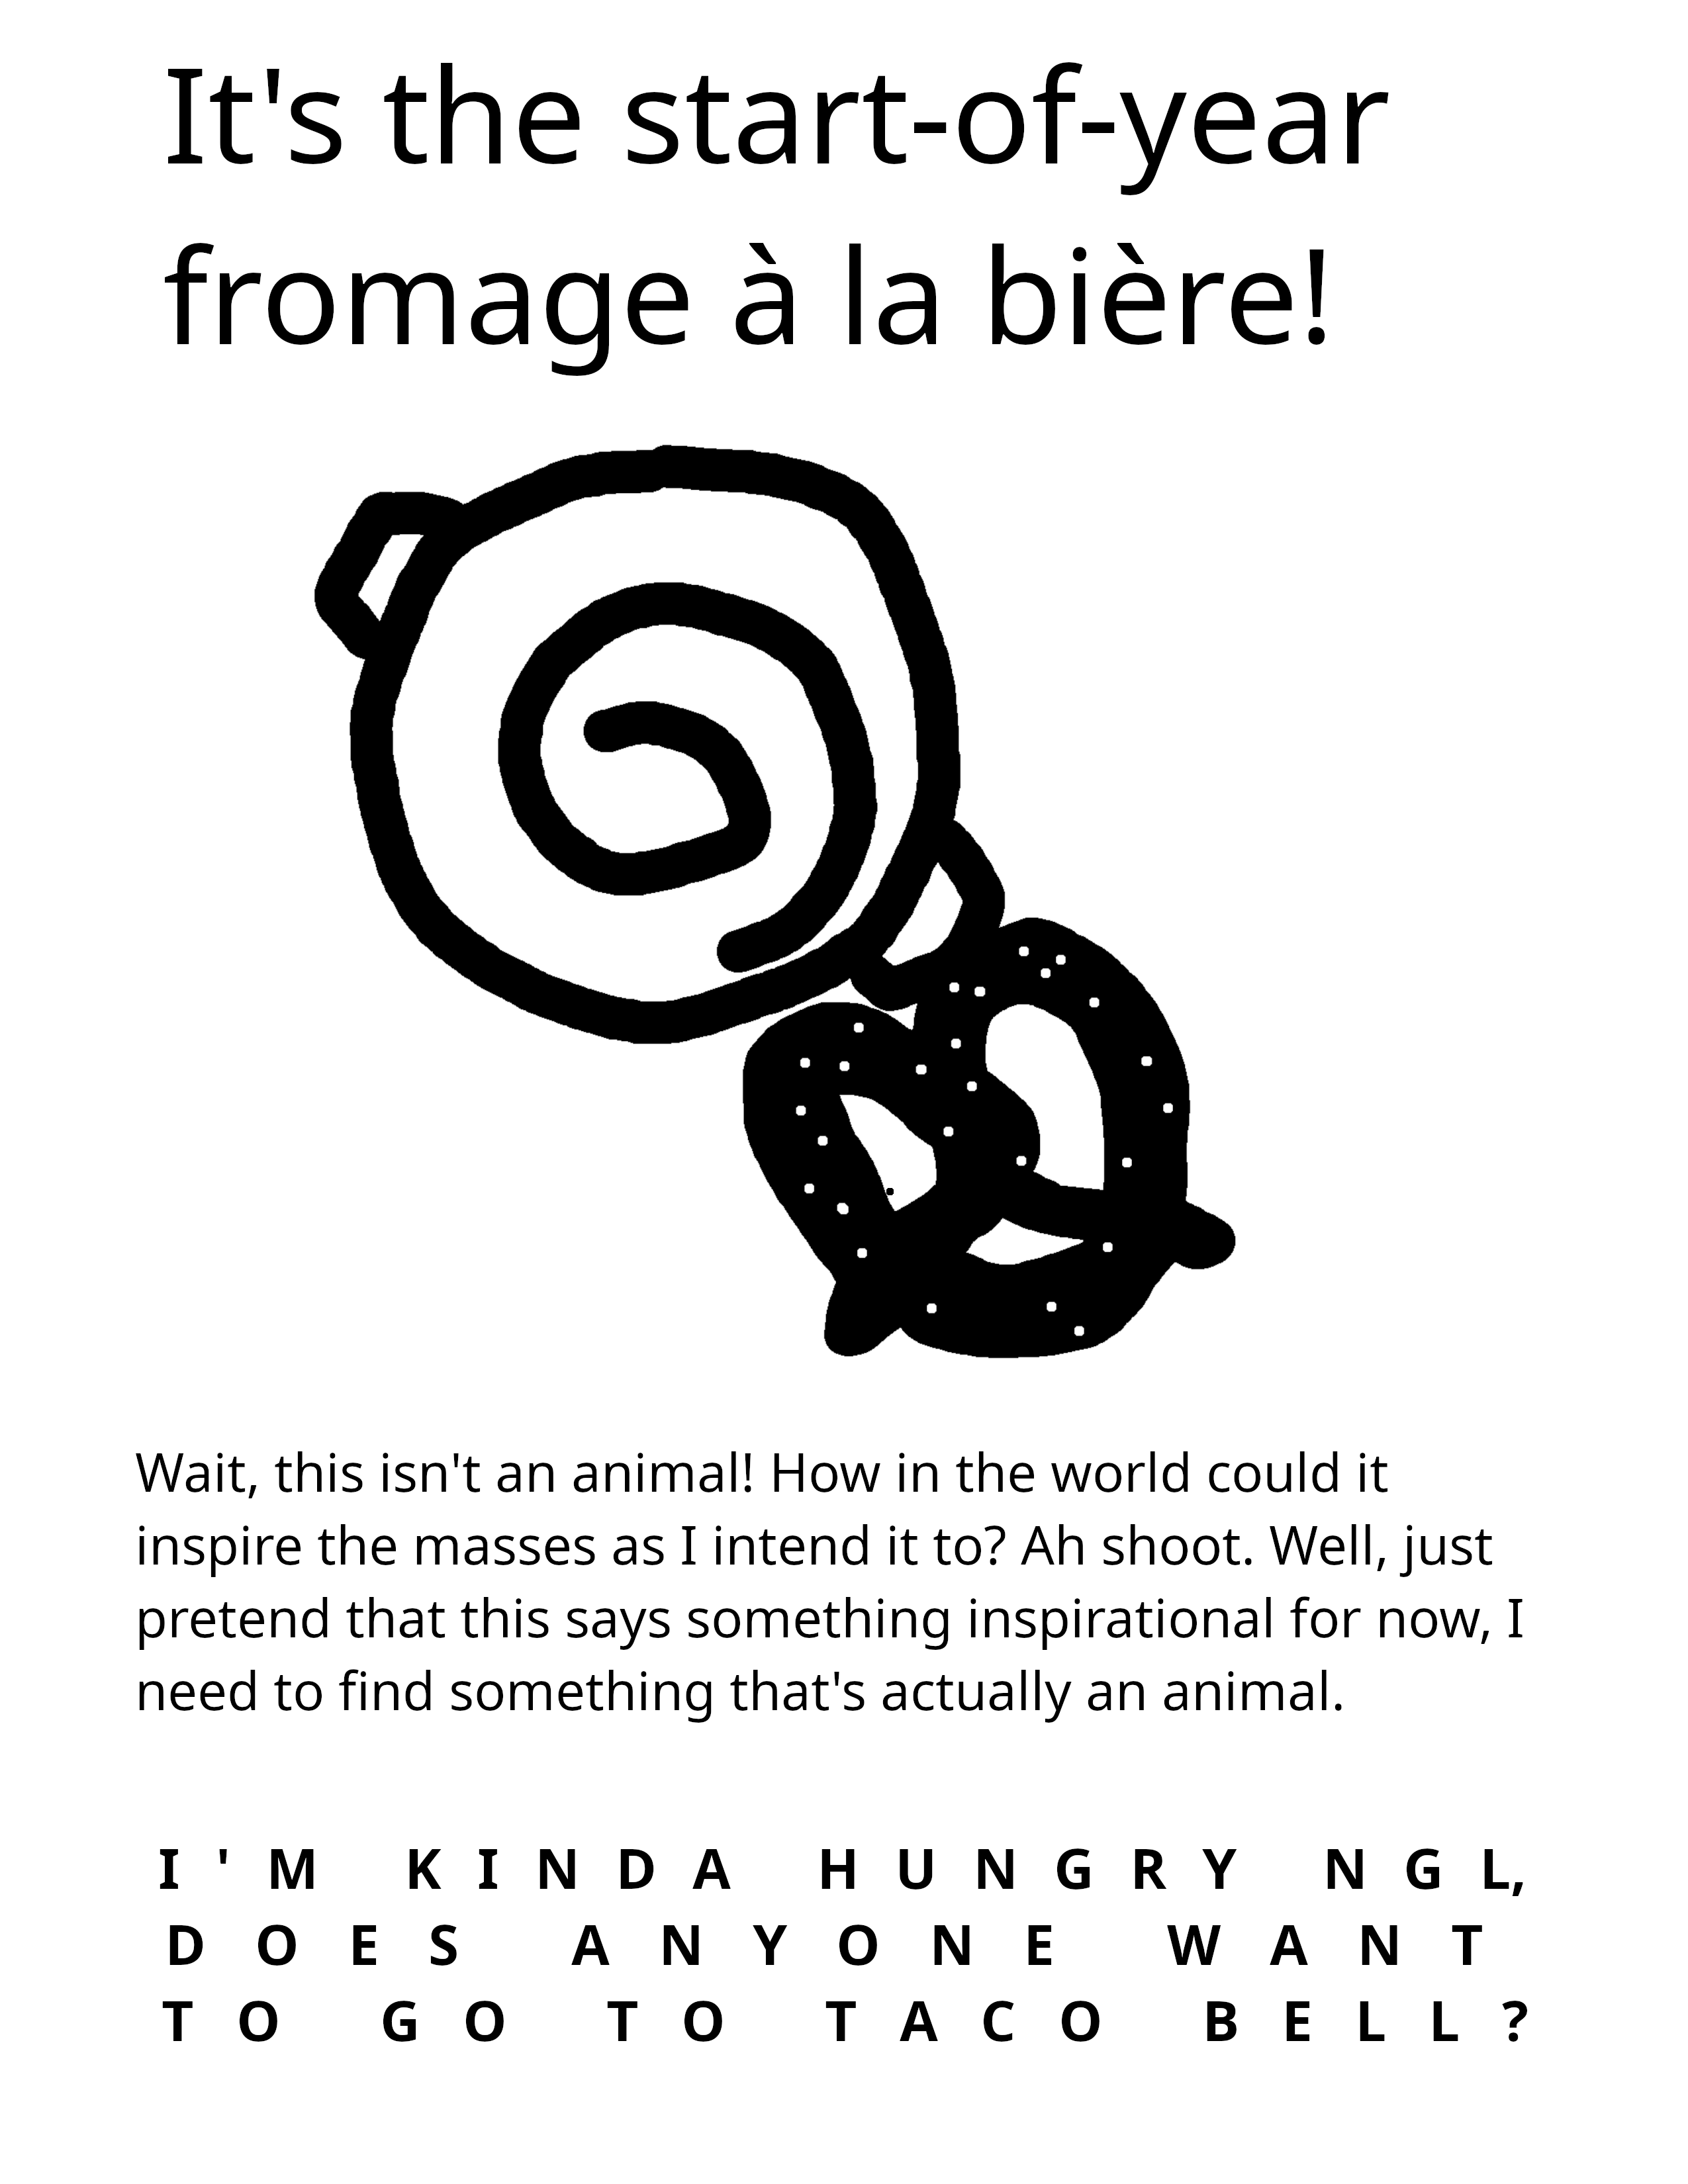 It's the start-of-year
fromage à la bière!
Wait, this isn't an animal! How in the world could it
inspire the masses as I intend it to? Ah shoot. Well, just
pretend that this says something inspirational for now, I
need to find something that's actually an animal.
I'M KINDA HUNGRY NGL,
DOES ANYONE WANT
TO GO TO TACO BELL?